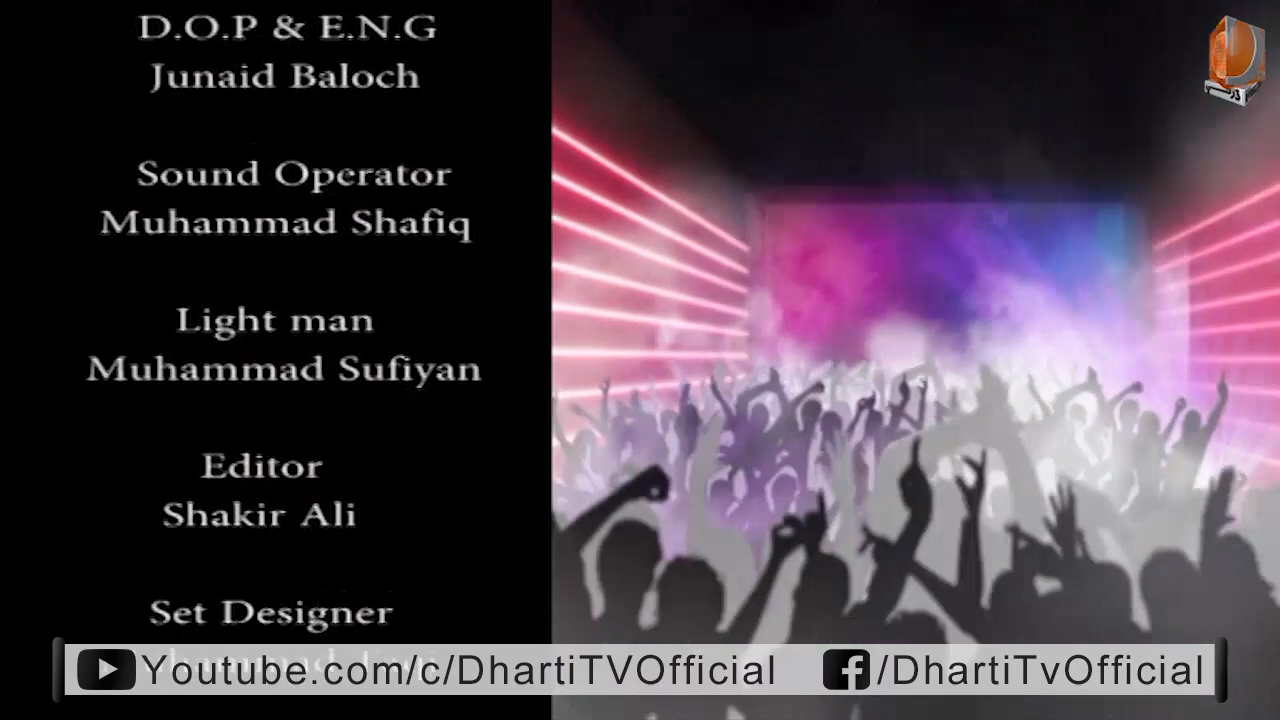 D.O.P & E.N.G
Junaid Baloch
Sound Operator
Muhammad Shafiq
Light man
Muhammad Sufiyan
Editor
Shakir Ali
Set Designer
Youtube.com/c/DhartiTVOfficial
/DhartiTvOfficial